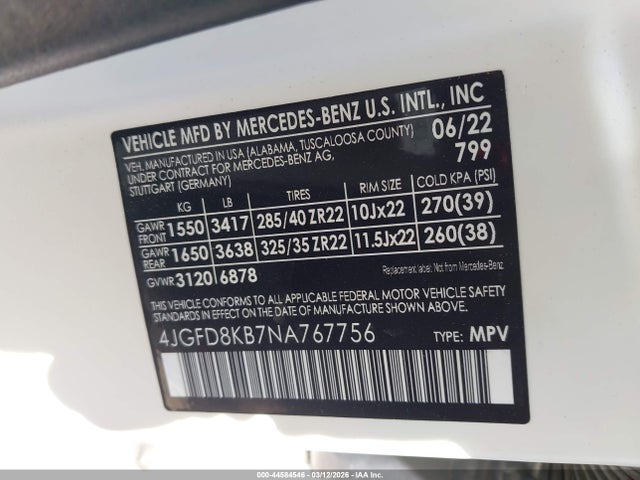 VEHICLE MFD BY MERCEDES-BENZ U.S. INTL., INC
VEH. MANUFACTURED IN USA (ALABAMA, TUSCALOOSA COUNTY) 06/22
UNDER CONTRACT FOR MERCEDES-BENZ AG, 799
STUTTGART (GERMANY)
KG LB TIRES RIM SIZE COLD KPA (PSI)
GAWR FRONT 1550 3417 285/40 ZR22 10Jx22 270(39)
GAWR REAR 1650 3638 325/35 ZR22 11.5Jx22 260(38)
GVWR 3120 6878
Replacement label. Not from Mercedes-Benz
THIS VEHICLE CONFORMS TO ALL APPLICABLE FEDERAL MOTOR VEHICLE SAFETY
STANDARDS IN EFFECT ON THE DATE OF MANUFACTURE SHOWN ABOVE.
4JGFD8KB7NA767756 TYPE: MPV
000-44584546 - 03/12/2026 - IAA Inc.